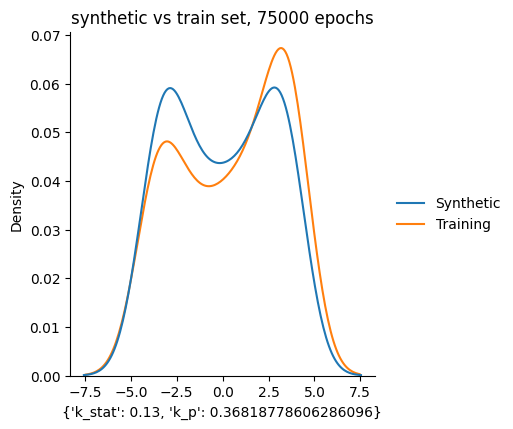 synthetic vs train set, 75000 epochs
0.07
0.06
0.05
0.04
0.03
0.02
0.01
0.00
Density
−7.5 −5.0 −2.5 0.0 2.5 5.0 7.5
{'k_stat': 0.13, 'k_p': 0.36818778606286096}
Synthetic
Training